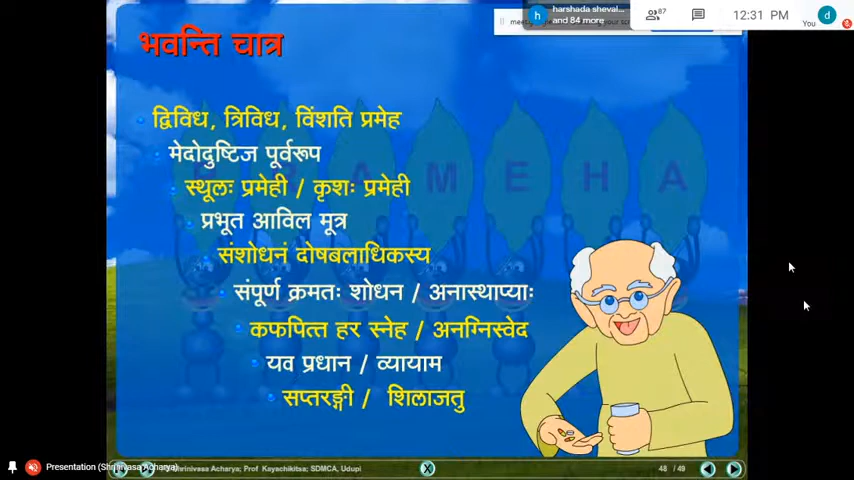 harshada sheval...
and 84 more
87
12:31 PM
d
You
h
भवन्ति चात्र
द्विविध, त्रिविध, विंशति प्रमेह
मेदोदुष्टिज पूर्वरूप
स्थूलः प्रमेही / कृशः प्रमेही
प्रभूत आविल मूत्र
संशोधनं दोषबलाधिकस्य
संपूर्ण क्रमतः शोधन / अनास्थाप्याः
कफपित्त हर स्नेह / अनग्निस्वेद
यव प्रधान / व्यायाम
सप्तरङ्गी / शिलाजतु
A M E H A
Presentation (Shrinivasa Acharya)
Shrinivasa Acharya; Prof Kayachikitsa; SDMCA, Udupi
X
48 / 49